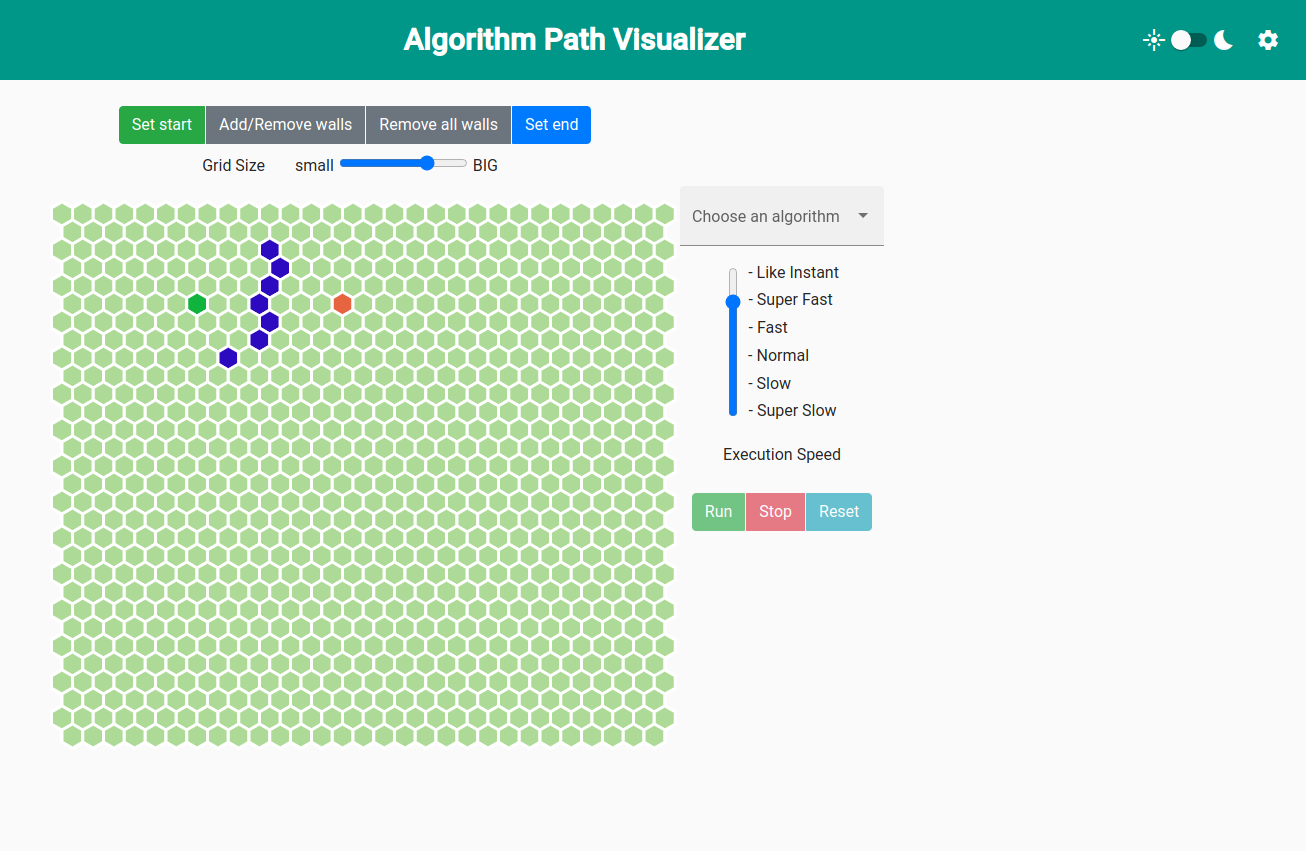 Algorithm Path Visualizer
Set start Add/Remove walls Remove all walls Set end
Grid Size small BIG
Choose an algorithm
- Like Instant
- Super Fast
- Fast
- Normal
- Slow
- Super Slow
Execution Speed
Run Stop Reset